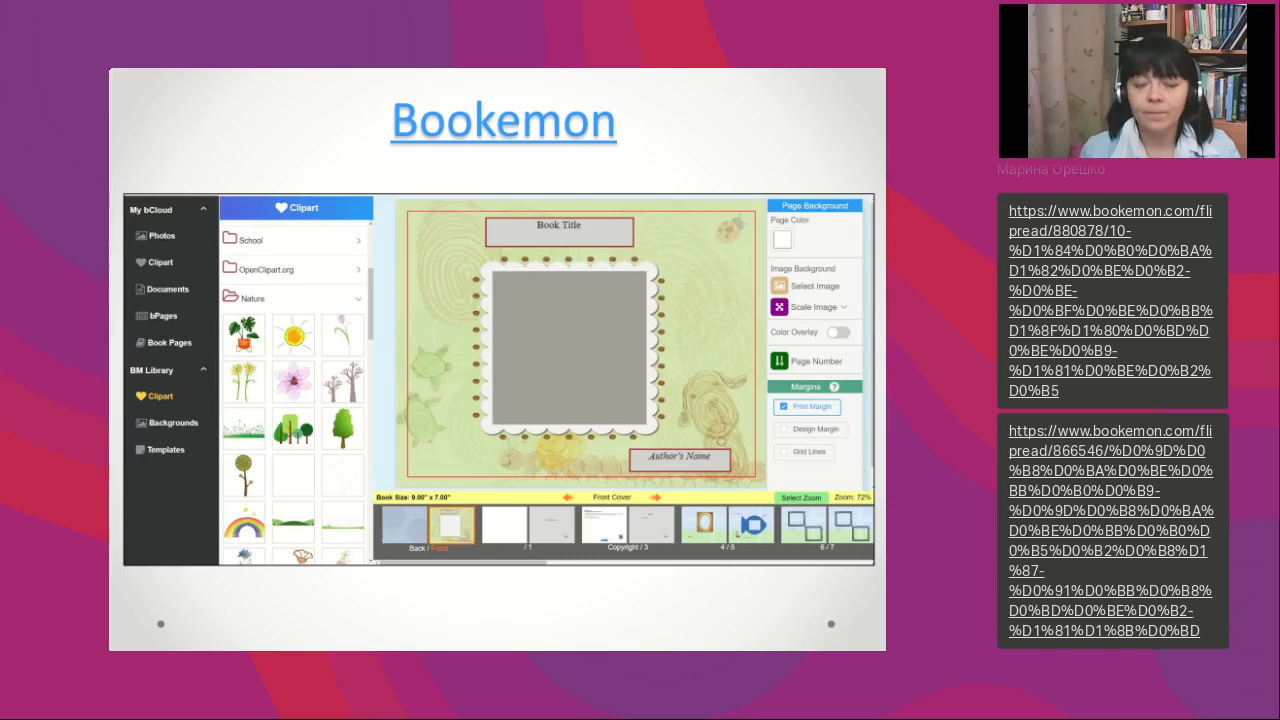 Bookemon
My bCloud
Photos
Clipart
Documents
bPages
Book Pages
BM Library
Clipart
Backgrounds
Templates
Clipart
School
OpenClipart.org
Nature
Book Title
Author's Name
Page Background
Page Color
Image Background
Select Image
Scale Image
Color Overlay
Page Number
Margins ?
Print Margin
Design Margin
Grid Lines
Book Size: 9.00" x 7.00"
Front Cover
Select Zoom
Zoom: 72%
Back / Front
/ 1
Copyright / 3
4 / 5
6 / 7
Марина Орешко
https://www.bookemon.com/fli
pread/880878/10-
%D1%84%D0%B0%D0%BA%
D1%82%D0%BE%D0%B2-
%D0%BE-
%D0%BF%D0%BE%D0%BB%
D1%8F%D1%80%D0%BD%D
0%BE%D0%B9-
%D1%81%D0%BE%D0%B2%
D0%B5
https://www.bookemon.com/fli
pread/866546/%D0%9D%D0
%B8%D0%BA%D0%BE%D0%
BB%D0%B0%D0%B9-
%D0%9D%D0%B8%D0%BA%
D0%BE%D0%BB%D0%B0%D
0%B5%D0%B2%D0%B8%D1
%87-
%D0%91%D0%BB%D0%B8%
D0%BD%D0%BE%D0%B2-
%D1%81%D1%8B%D0%BD